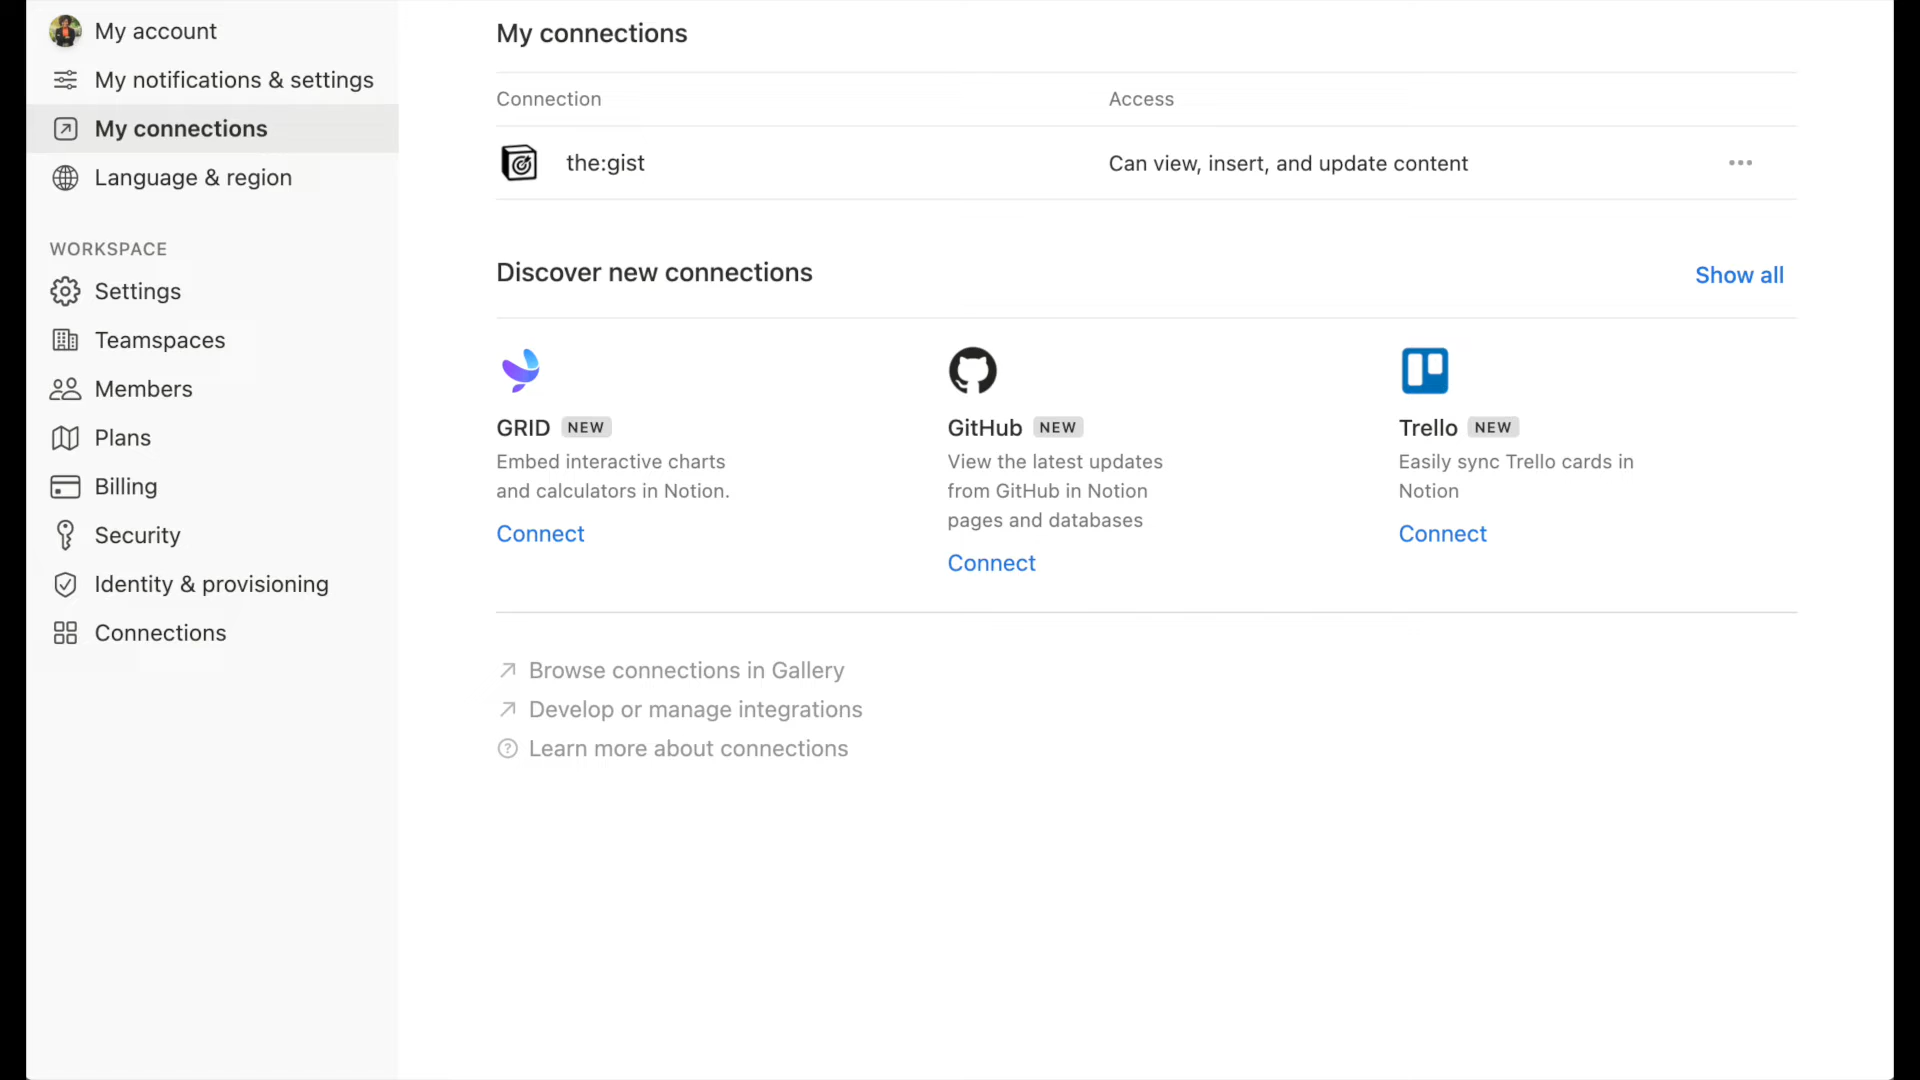 My account
My notifications & settings
My connections
Language & region
WORKSPACE
Settings
Teamspaces
Members
Plans
Billing
Security
Identity & provisioning
Connections
My connections
Connection
Access
the:gist
Can view, insert, and update content
Discover new connections
Show all
GRID NEW
Embed interactive charts
and calculators in Notion.
Connect
GitHub NEW
View the latest updates
from GitHub in Notion
pages and databases
Connect
Trello NEW
Easily sync Trello cards in
Notion
Connect
Browse connections in Gallery
Develop or manage integrations
Learn more about connections